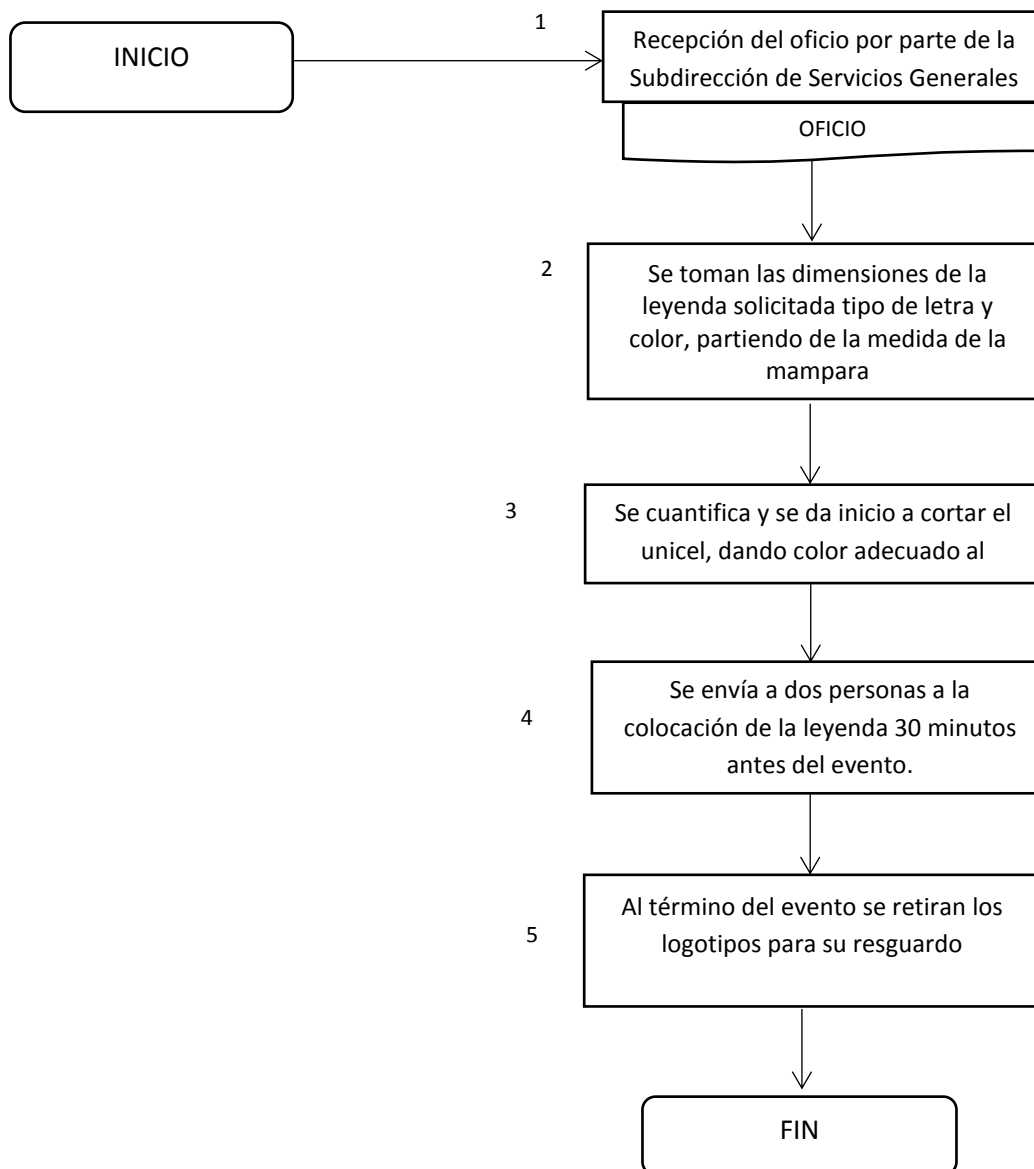 INICIO
1
Recepción del oficio por parte de la
Subdirección de Servicios Generales
OFICIO
2
Se toman las dimensiones de la
leyenda solicitada tipo de letra y
color, partiendo de la medida de la
mampara
3
Se cuantifica y se da inicio a cortar el
unicel, dando color adecuado al
4
Se envía a dos personas a la
colocación de la leyenda 30 minutos
antes del evento.
5
Al término del evento se retiran los
logotipos para su resguardo
FIN